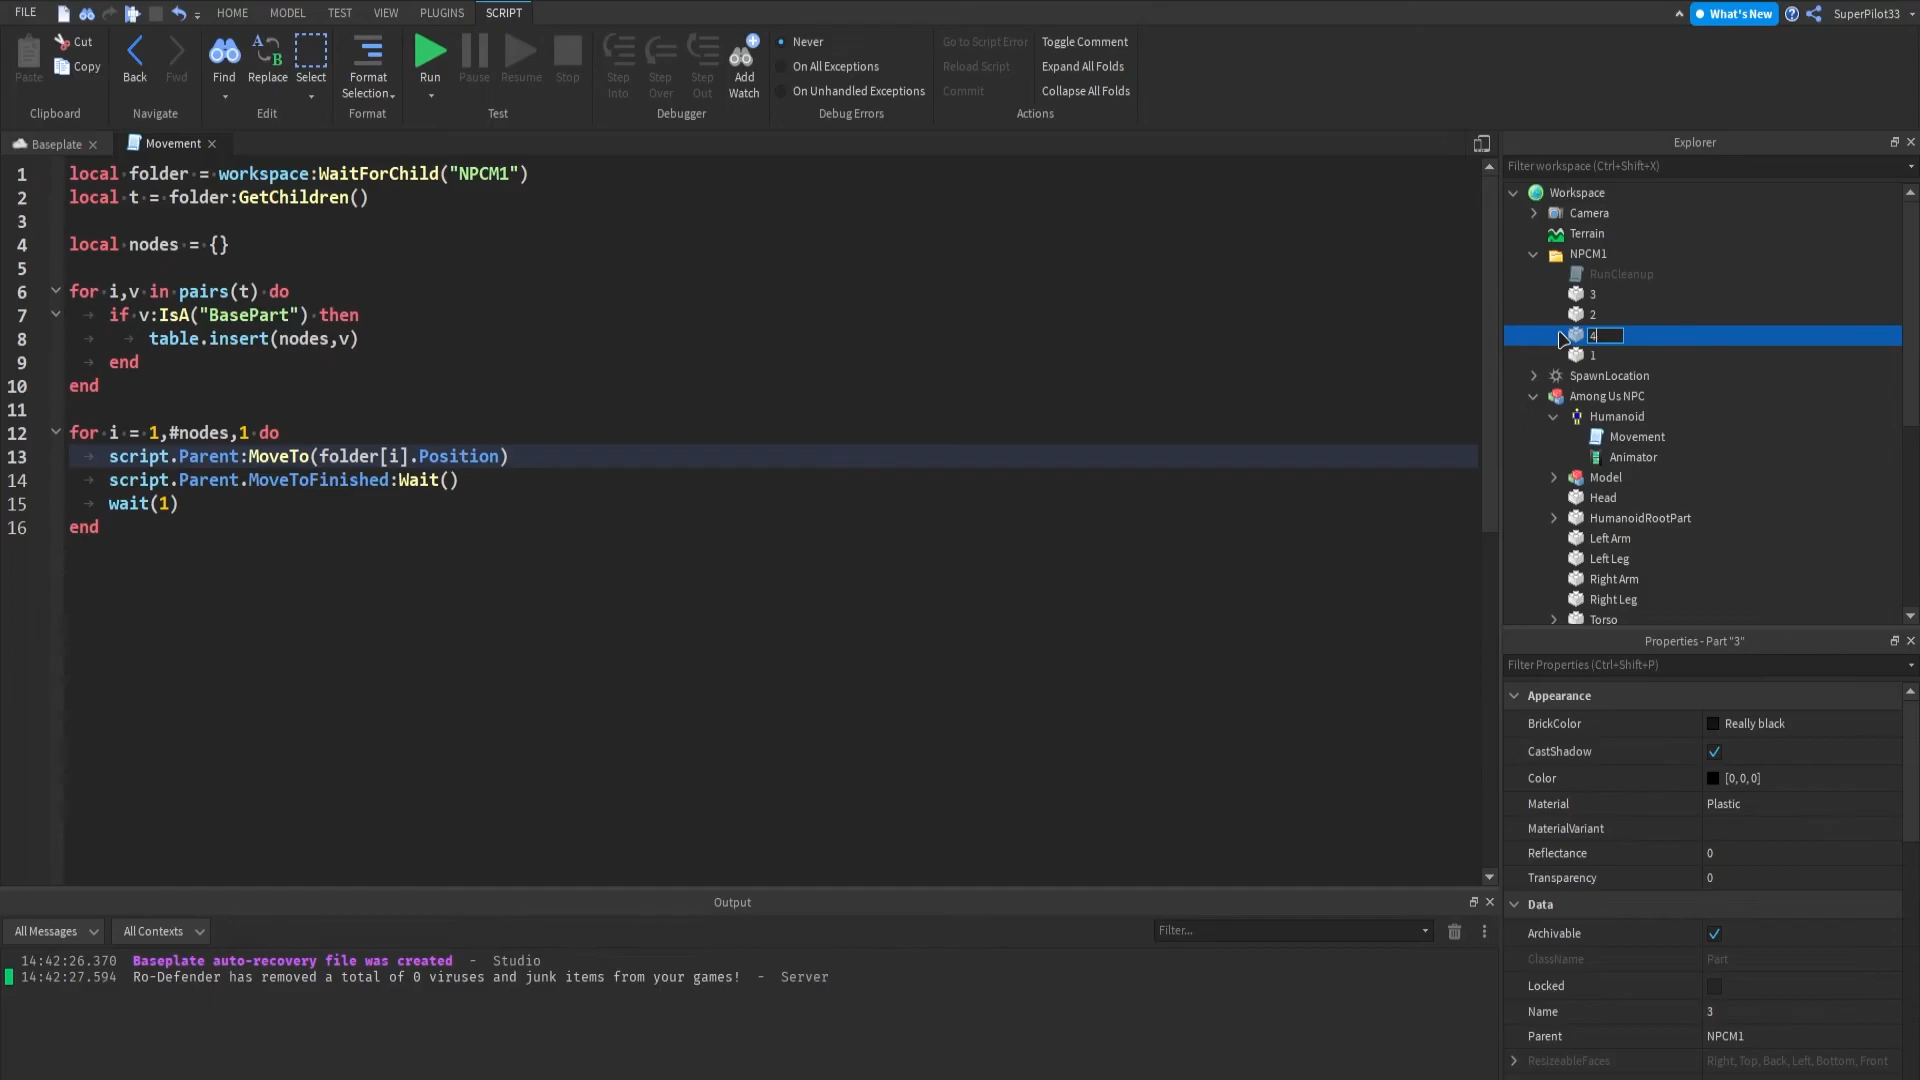 FILE HOME MODEL TEST VIEW PLUGINS SCRIPT What's New SuperPilot33
Paste Cut Copy Clipboard
Back Fwd Navigate
Find Replace Select Edit
Format Selection Format
Run Pause Resume Stop Test
Step Into Step Over Step Out Add Watch Debugger
Never
On All Exceptions
On Unhandled Exceptions
Debug Errors
Go to Script Error Toggle Comment
Reload Script Expand All Folds
Commit Collapse All Folds
Actions
Baseplate Movement
1 local folder = workspace:WaitForChild("NPCM1")
2 local t = folder:GetChildren()
3
4 local nodes = {}
5
6 for i,v in pairs(t) do
7 if v:IsA("BasePart") then
8 table.insert(nodes,v)
9 end
10 end
11
12 for i = 1,#nodes,1 do
13 script.Parent:MoveTo(folder[i].Position)
14 script.Parent.MoveToFinished:Wait()
15 wait(1)
16 end
Output
All Messages All Contexts Filter...
14:42:26.370 Baseplate auto-recovery file was created - Studio
14:42:27.594 Ro-Defender has removed a total of 0 viruses and junk items from your games! - Server
Explorer
Filter workspace (Ctrl+Shift+X)
Workspace
Camera
Terrain
NPCM1
RunCleanup
3
2
4
1
SpawnLocation
Among Us NPC
Humanoid
Movement
Animator
Model
Head
HumanoidRootPart
Left Arm
Left Leg
Right Arm
Right Leg
Torso
Properties - Part "3"
Filter Properties (Ctrl+Shift+P)
Appearance
BrickColor Really black
CastShadow
Color [0,0,0]
Material Plastic
MaterialVariant
Reflectance 0
Transparency 0
Data
Archivable
ClassName Part
Locked
Name 3
Parent NPCM1
ResizeableFaces Right, Top, Back, Left, Bottom, Front